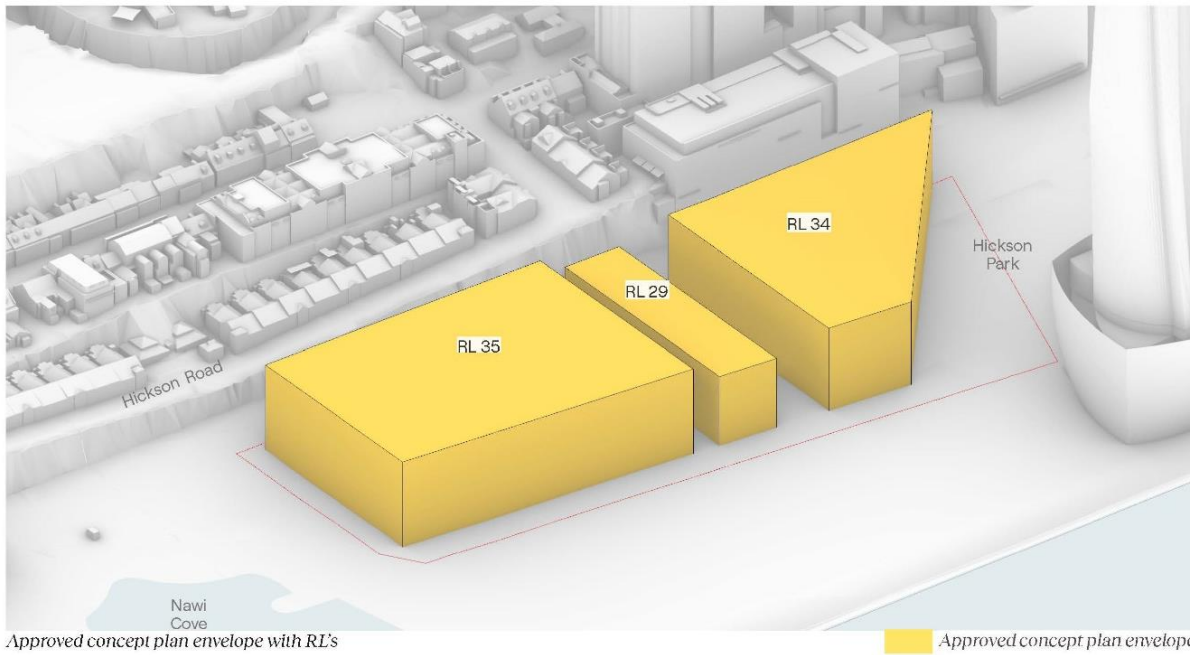 RL 34
Hickson
Park
RL 29
RL 35
Hickson Road
Nawi
Cove
Approved concept plan envelope with RL's
Approved concept plan envelope